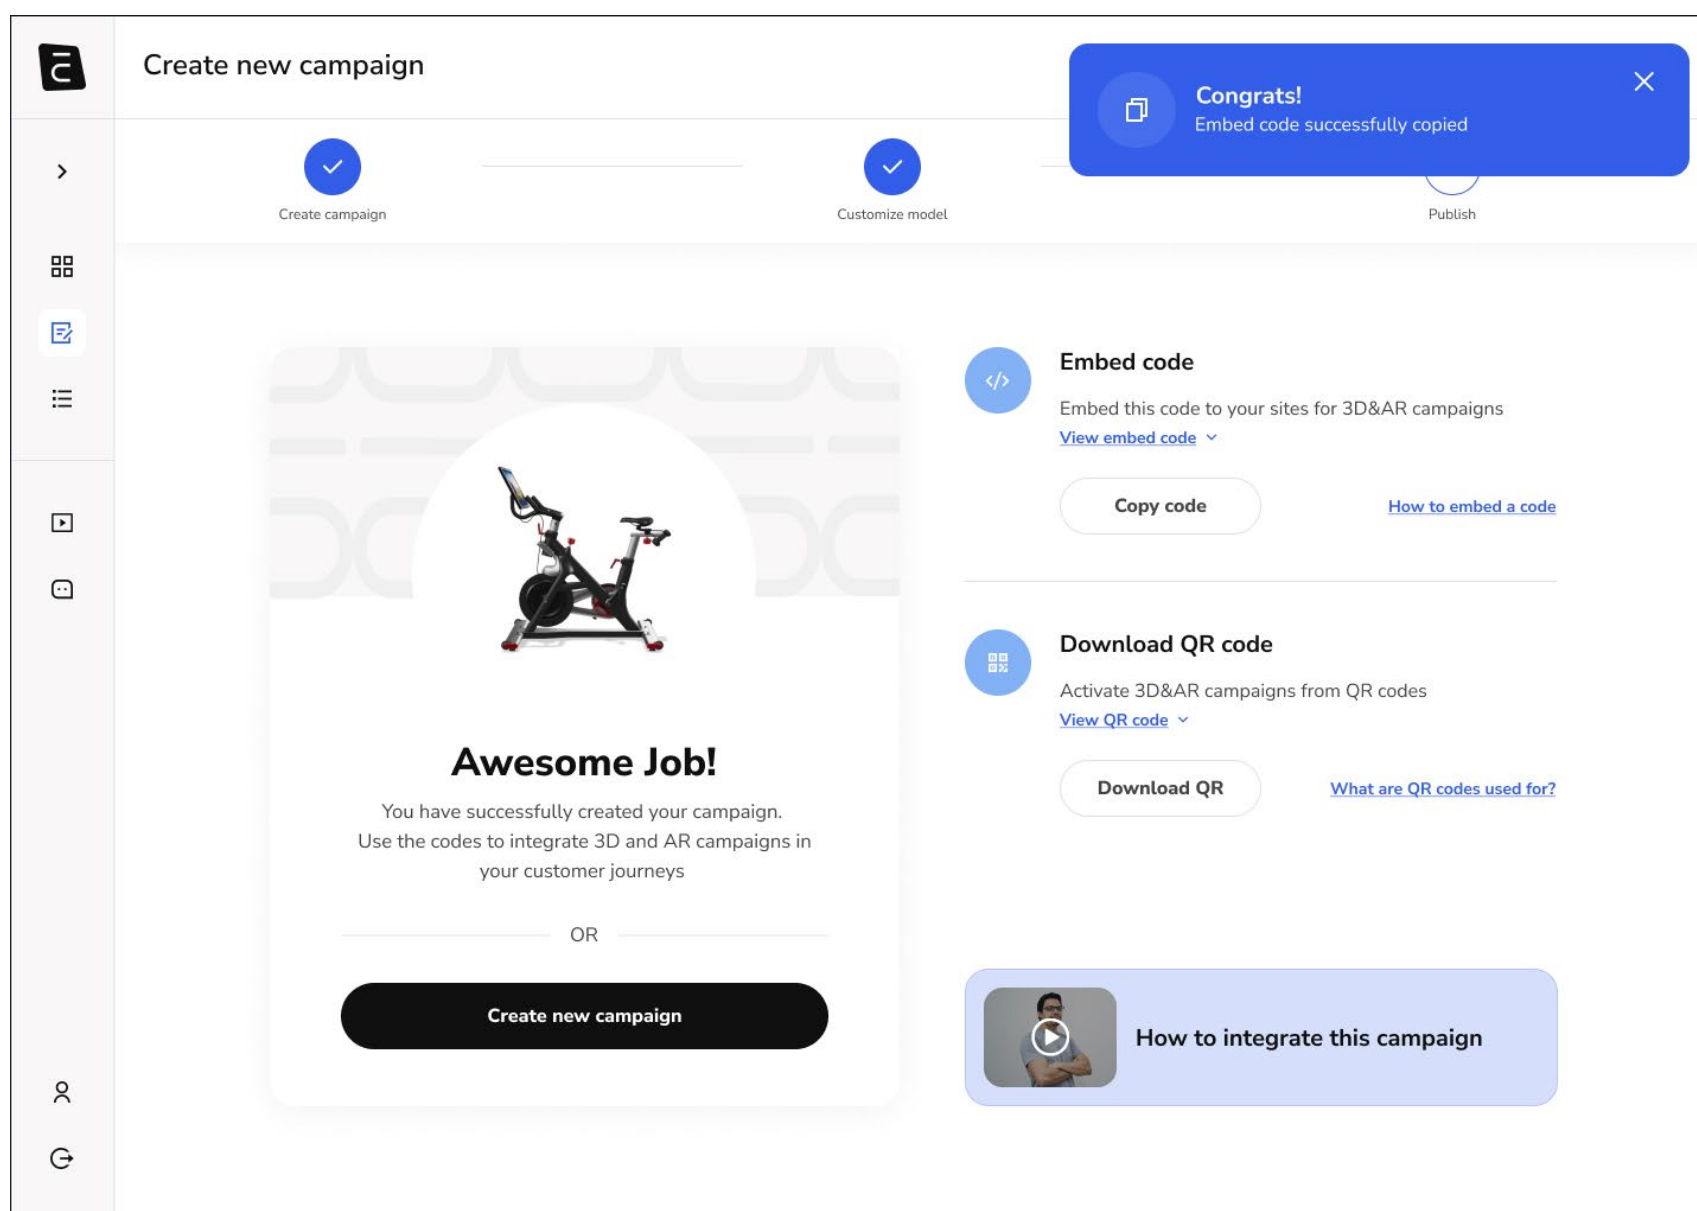 Create new campaign
Congrats!
Embed code successfully copied
Create campaign
Customize model
Publish
Awesome Job!
You have successfully created your campaign.
Use the codes to integrate 3D and AR campaigns in
your customer journeys
OR
Create new campaign
Embed code
Embed this code to your sites for 3D&AR campaigns
View embed code
Copy code
How to embed a code
Download QR code
Activate 3D&AR campaigns from QR codes
View QR code
Download QR
What are QR codes used for?
How to integrate this campaign